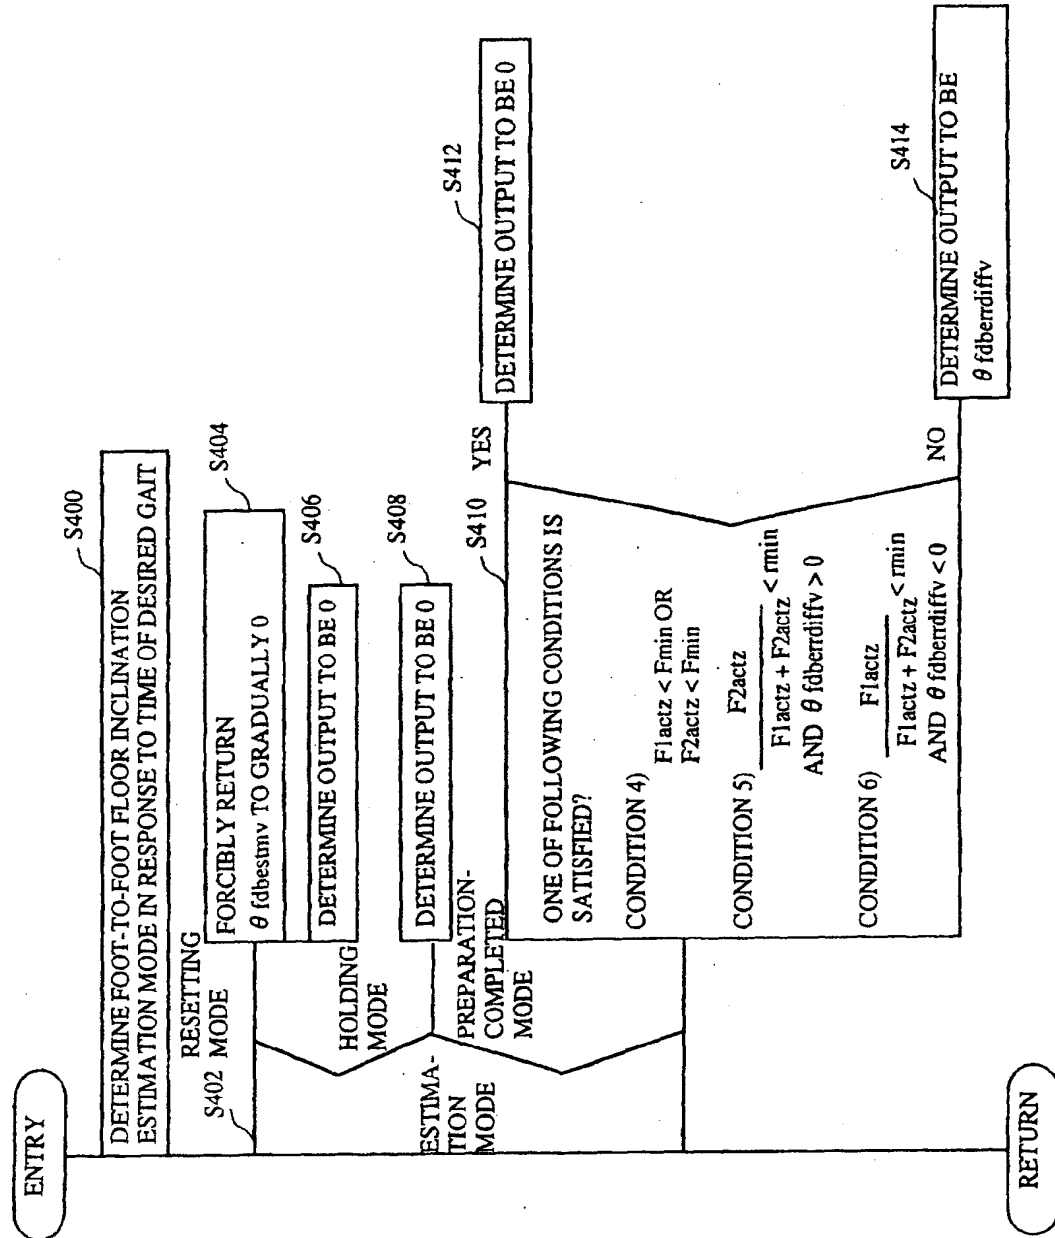 ENTRY
S400
DETERMINE FOOT-TO-FOOT FLOOR INCLINATION
ESTIMATION MODE IN RESPONSE TO TIME OF DESIRED GAIT
S402
ESTIMA-
TION
MODE
RESETTING
MODE
S404
FORCIBLY RETURN
θ fdbestmv TO GRADUALLY 0
S406
DETERMINE OUTPUT TO BE 0
HOLDING
MODE
S408
DETERMINE OUTPUT TO BE 0
PREPARATION-
COMPLETED
MODE
S410
ONE OF FOLLOWING CONDITIONS IS
SATISFIED?
CONDITION 4)
F1actz < Fmin OR
F2actz < Fmin
CONDITION 5)
F2actz
F1actz + F2actz
< rmin
AND θ fdberrdiffv > 0
CONDITION 6)
F1actz
F1actz + F2actz
< rmin
AND θ fdberrdiffv < 0
YES
S412
DETERMINE OUTPUT TO BE 0
NO
S414
DETERMINE OUTPUT TO BE
θ fdberrdiffv
RETURN